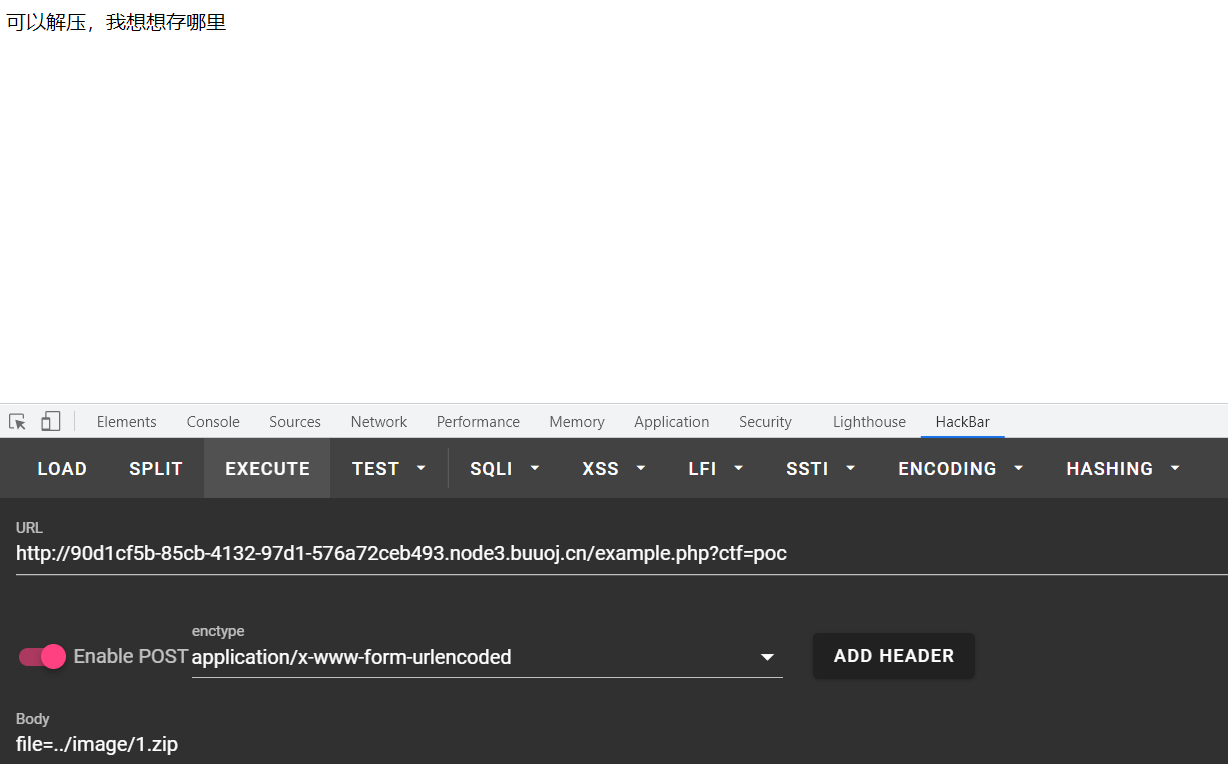 可以解压，我想想存哪里
Elements Console Sources Network Performance Memory Application Security Lighthouse HackBar
LOAD SPLIT EXECUTE TEST SQLI XSS LFI SSTI ENCODING HASHING
URL
http://90d1cf5b-85cb-4132-97d1-576a72ceb493.node3.buuoj.cn/example.php?ctf=poc
enctype
Enable POST application/x-www-form-urlencoded ADD HEADER
Body
file=../image/1.zip